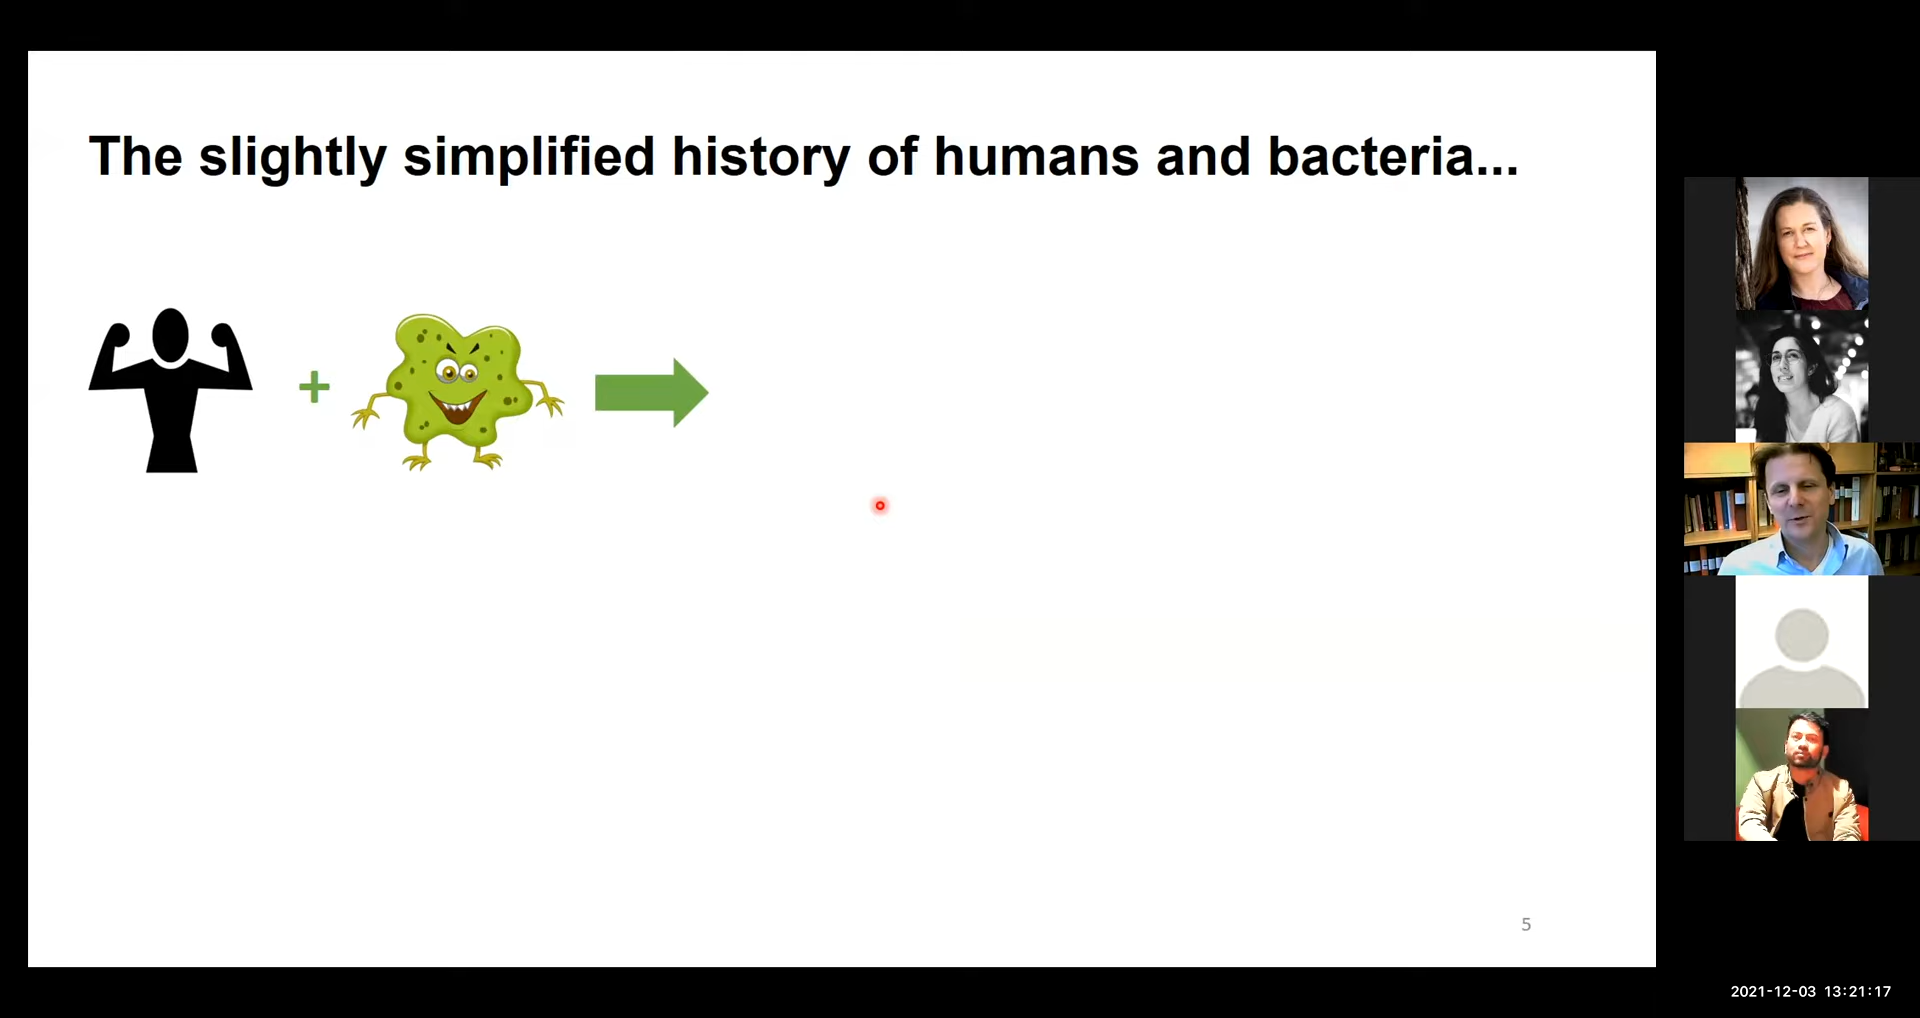 The slightly simplified history of humans and bacteria...
+
5
2021-12-03 13:21:17